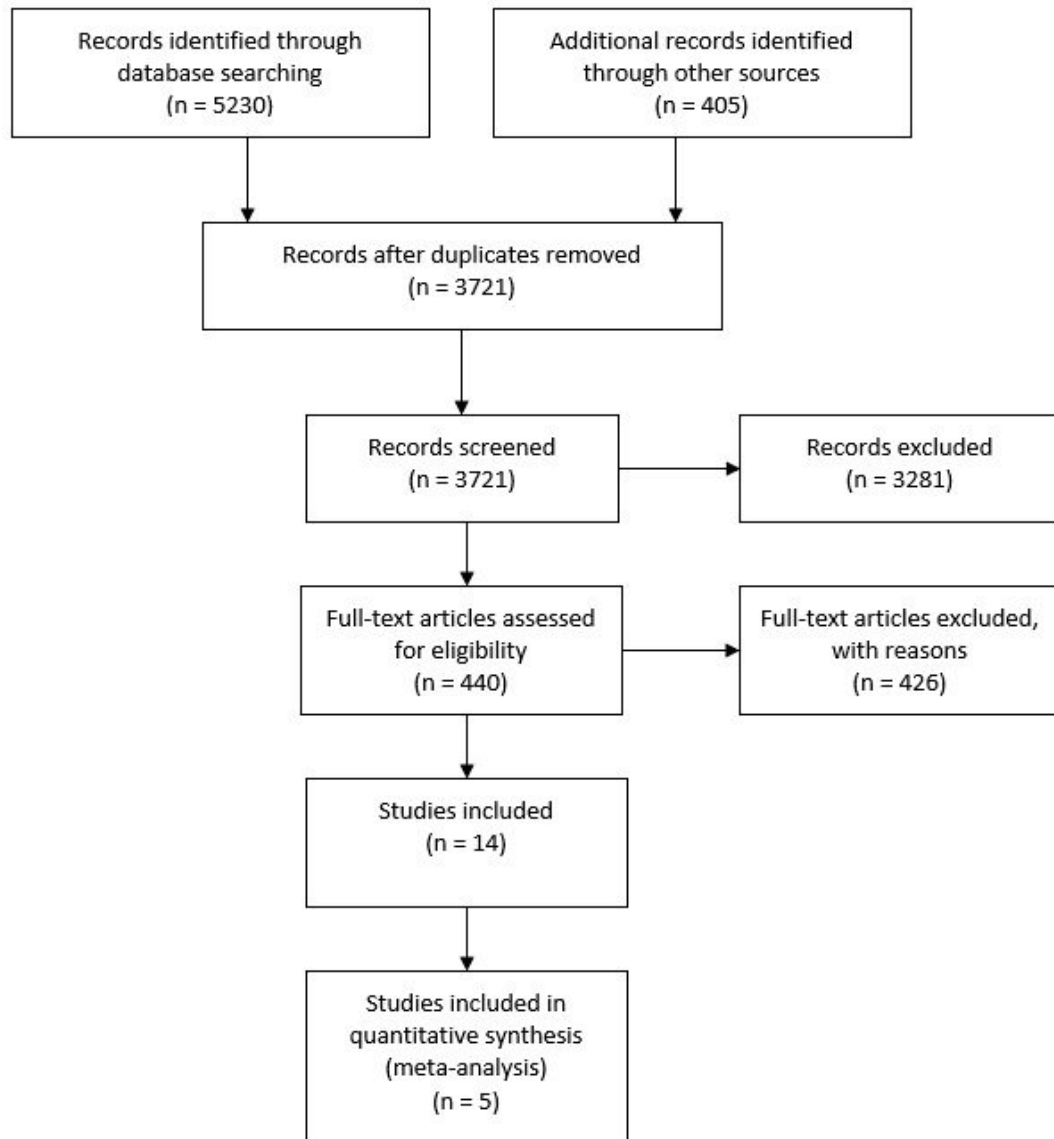 Records identified through
database searching
(n = 5230)
Additional records identified
through other sources
(n = 405)
Records after duplicates removed
(n = 3721)
Records screened
(n = 3721)
Records excluded
(n = 3281)
Full-text articles assessed
for eligibility
(n = 440)
Full-text articles excluded,
with reasons
(n = 426)
Studies included
(n = 14)
Studies included in
quantitative synthesis
(meta-analysis)
(n = 5)